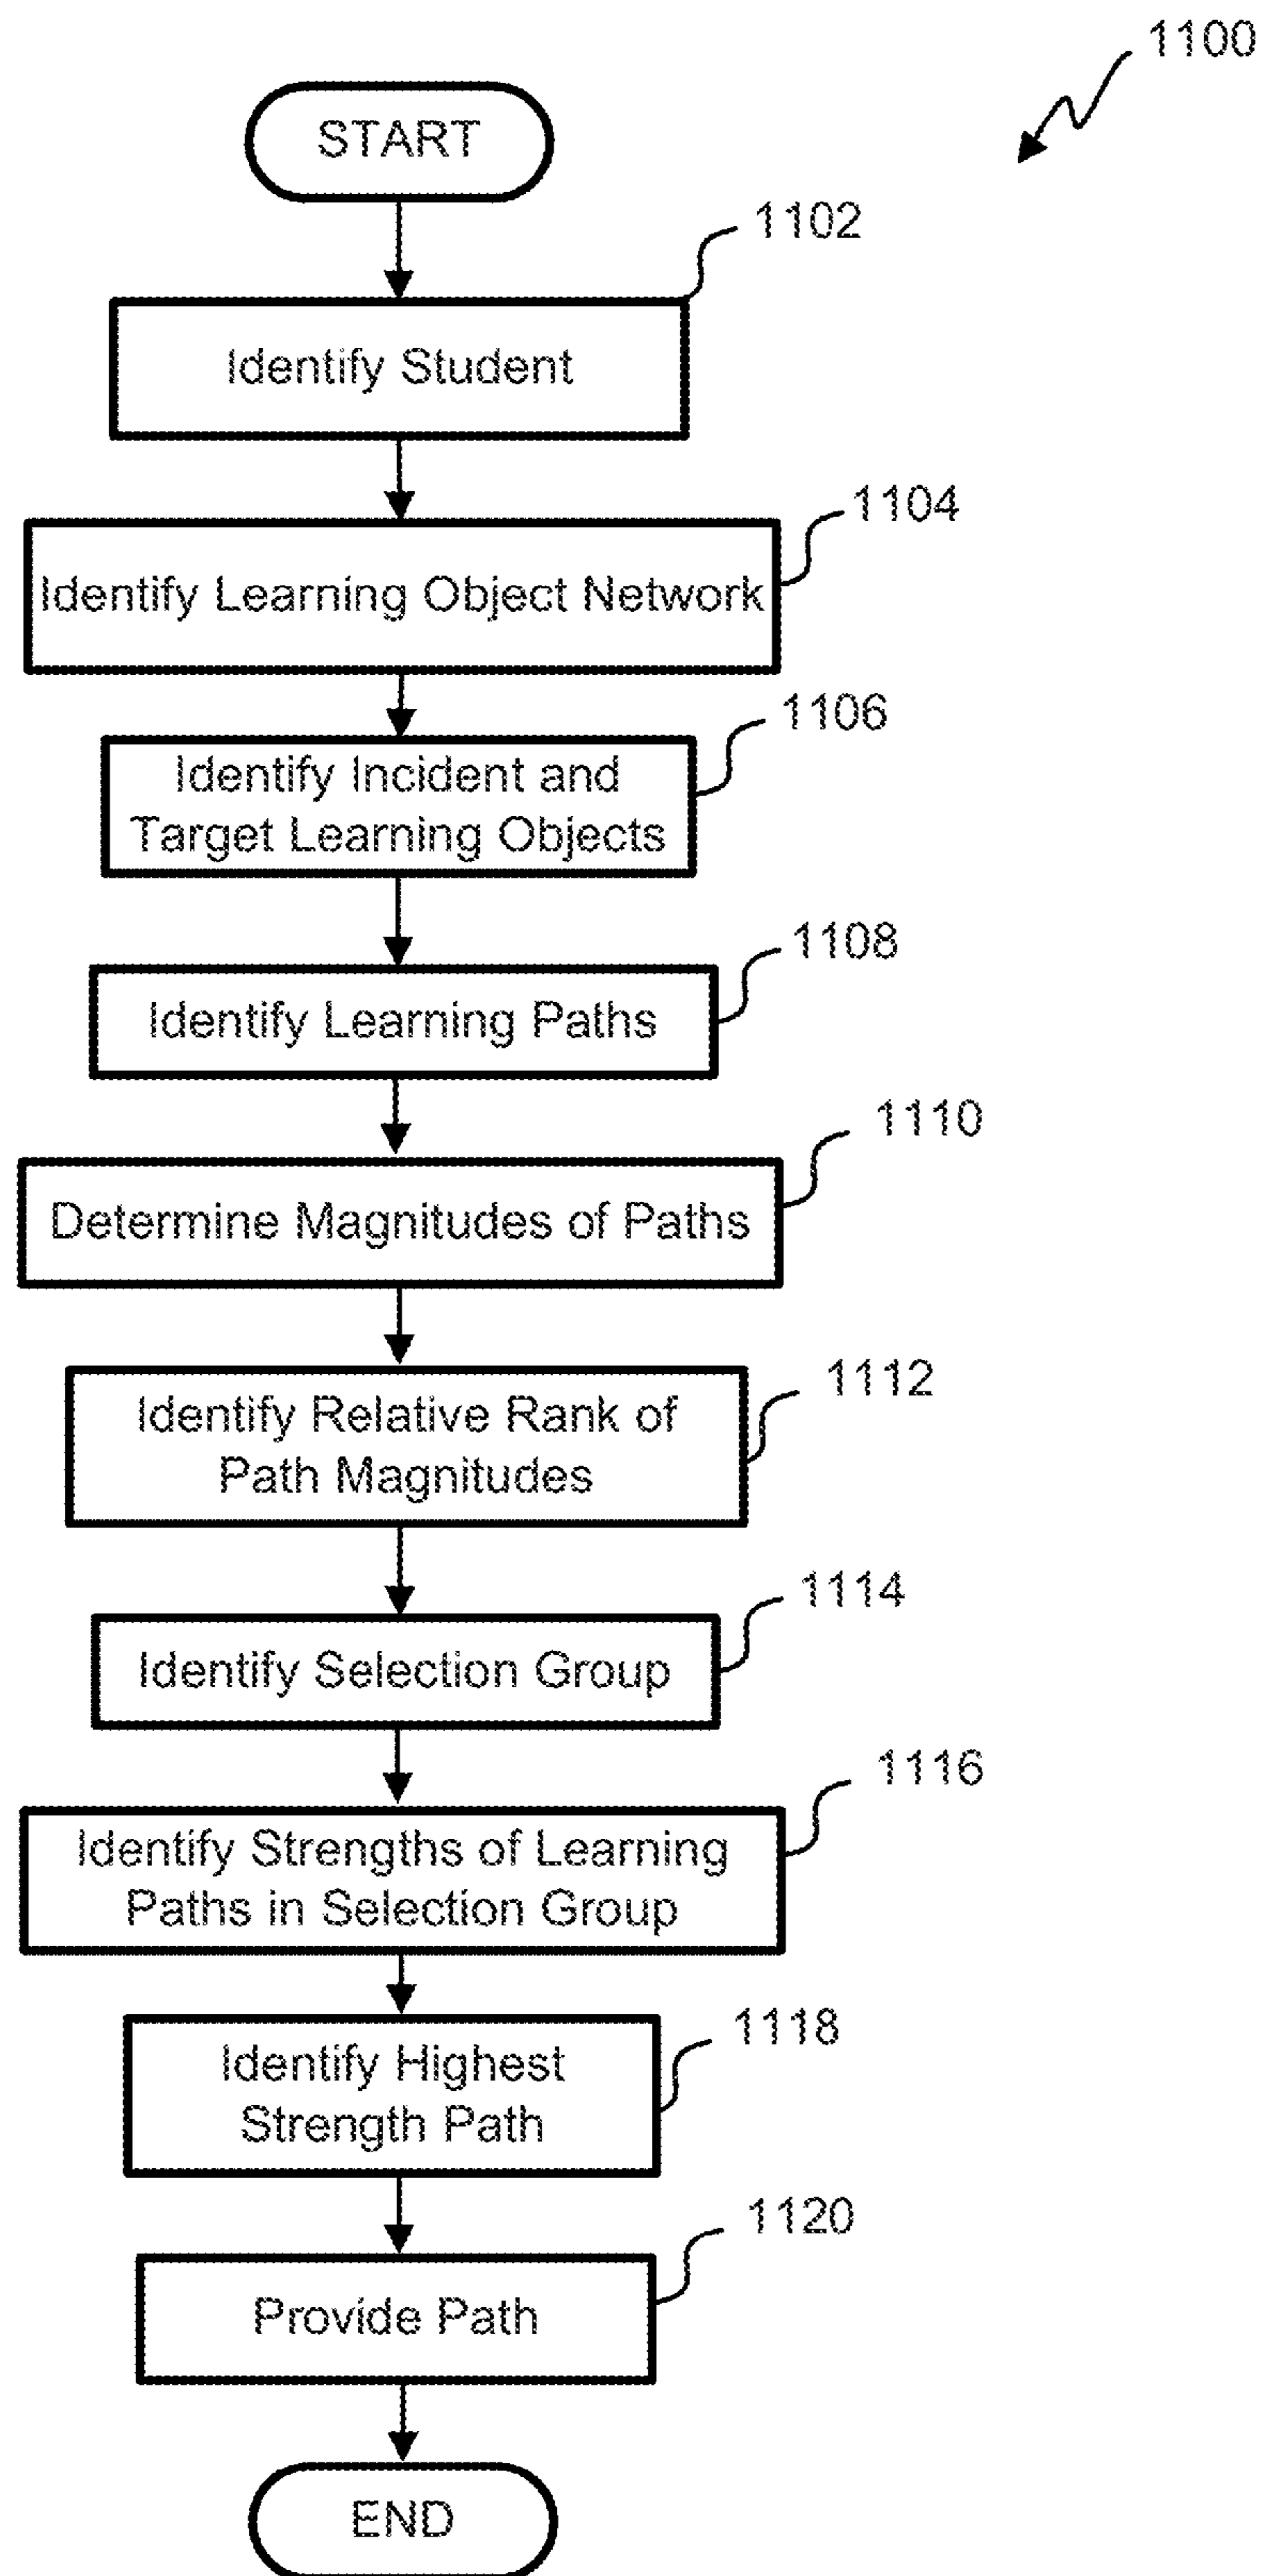 1100
START
1102
Identify Student
1104
Identify Learning Object Network
1106
Identify Incident and
Target Learning Objects
1108
Identify Learning Paths
1110
Determine Magnitudes of Paths
1112
Identify Relative Rank of
Path Magnitudes
1114
Identify Selection Group
1116
Identify Strengths of Learning
Paths in Selection Group
1118
Identify Highest
Strength Path
1120
Provide Path
END